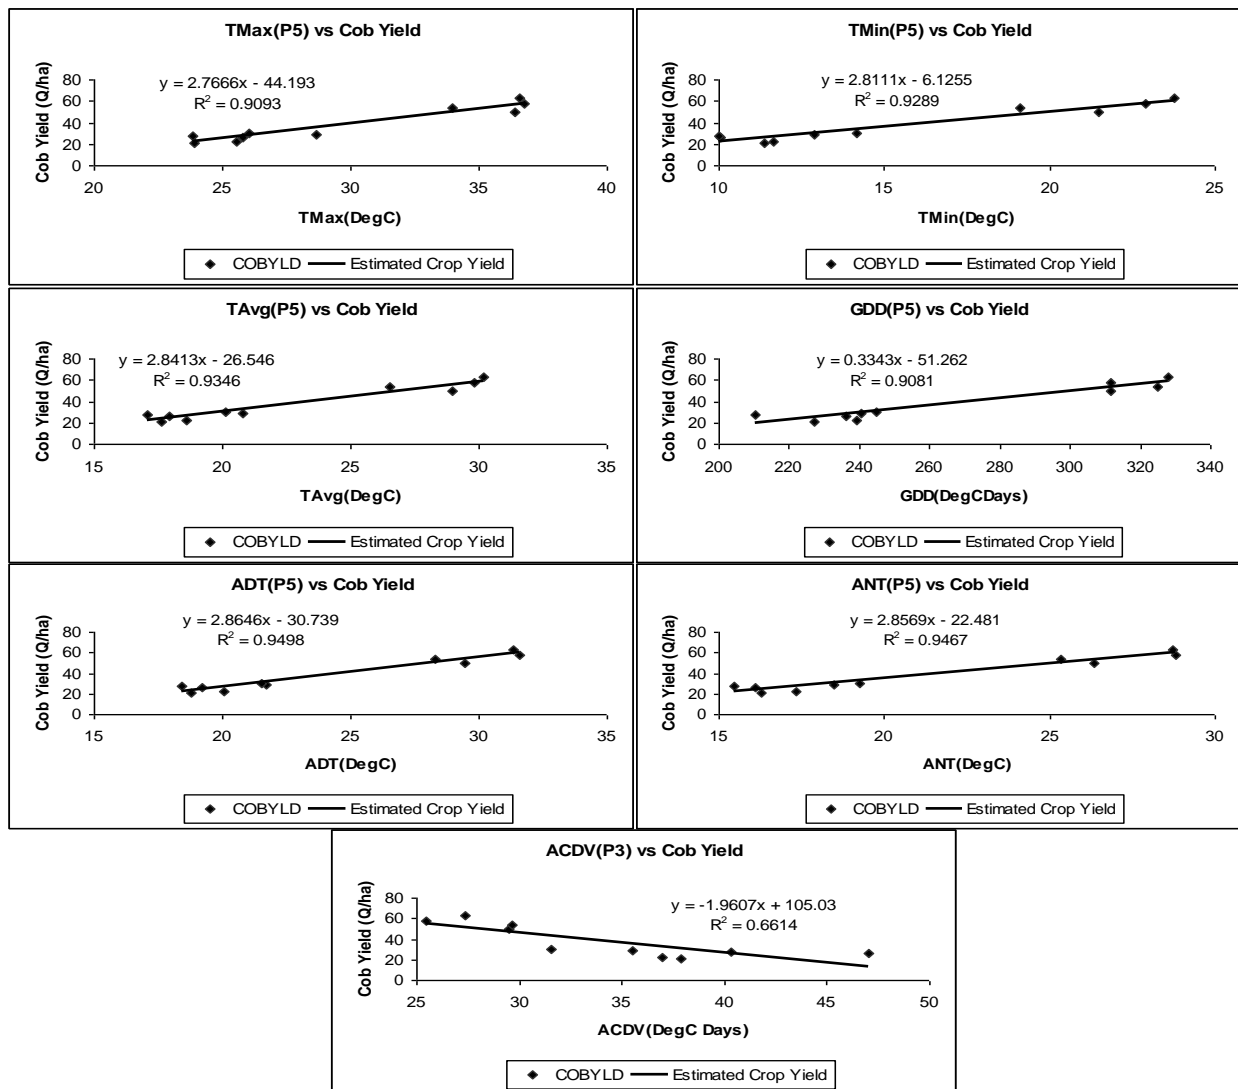 TMax(P5) vs Cob Yield
y = 2.7666x - 44.193
R² = 0.9093
Cob Yield (Q/ha)
80
60
40
20
0
20 25 30 35 40
TMax(DegC)
COBYLD Estimated Crop Yield
TMin(P5) vs Cob Yield
y = 2.8111x - 6.1255
R² = 0.9289
Cob Yield (Q/ha)
80
60
40
20
0
10 15 20 25
TMin(DegC)
COBYLD Estimated Crop Yield
TAvg(P5) vs Cob Yield
y = 2.8413x - 26.546
R² = 0.9346
Cob Yield (Q/ha)
80
60
40
20
0
15 20 25 30 35
TAvg(DegC)
COBYLD Estimated Crop Yield
GDD(P5) vs Cob Yield
y = 0.3343x - 51.262
R² = 0.9081
Cob Yield (Q/ha)
80
60
40
20
0
200 220 240 260 280 300 320 340
GDD(DegCDays)
COBYLD Estimated Crop Yield
ADT(P5) vs Cob Yield
y = 2.8646x - 30.739
R² = 0.9498
Cob Yield (Q/ha)
80
60
40
20
0
15 20 25 30 35
ADT(DegC)
COBYLD Estimated Crop Yield
ANT(P5) vs Cob Yield
y = 2.8569x - 22.481
R² = 0.9467
Cob Yield (Q/ha)
80
60
40
20
0
15 20 25 30
ANT(DegC)
COBYLD Estimated Crop Yield
ACDV(P3) vs Cob Yield
y = -1.9607x + 105.03
R² = 0.6614
Cob Yield (Q/ha)
80
60
40
20
0
25 30 35 40 45 50
ACDV(DegC Days)
COBYLD Estimated Crop Yield